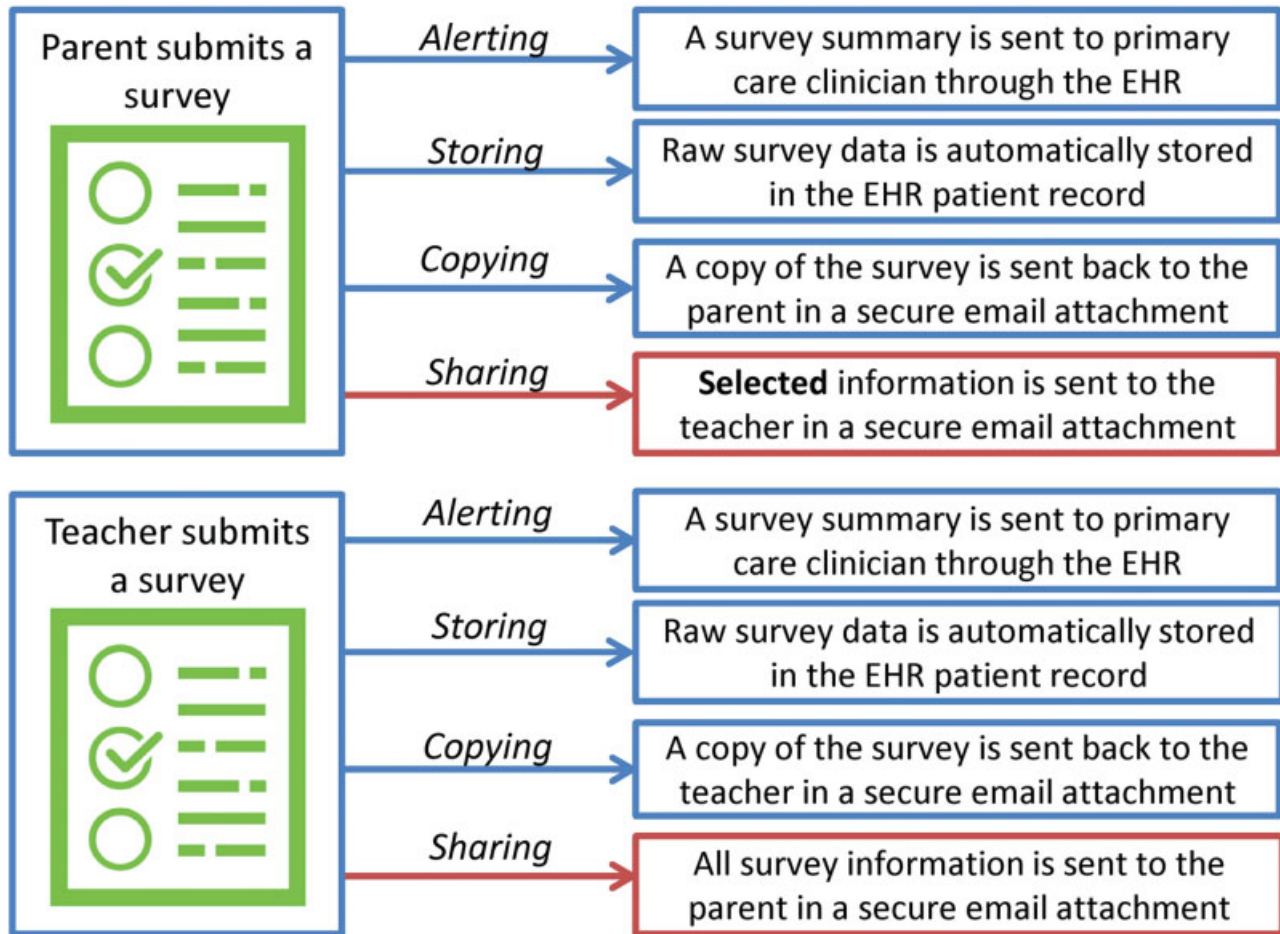 Parent submits a
survey
Alerting
A survey summary is sent to primary
care clinician through the EHR
Storing
Raw survey data is automatically stored
in the EHR patient record
Copying
A copy of the survey is sent back to the
parent in a secure email attachment
Sharing
Selected information is sent to the
teacher in a secure email attachment
Teacher submits
a survey
Alerting
A survey summary is sent to primary
care clinician through the EHR
Storing
Raw survey data is automatically stored
in the EHR patient record
Copying
A copy of the survey is sent back to the
teacher in a secure email attachment
Sharing
All survey information is sent to the
parent in a secure email attachment